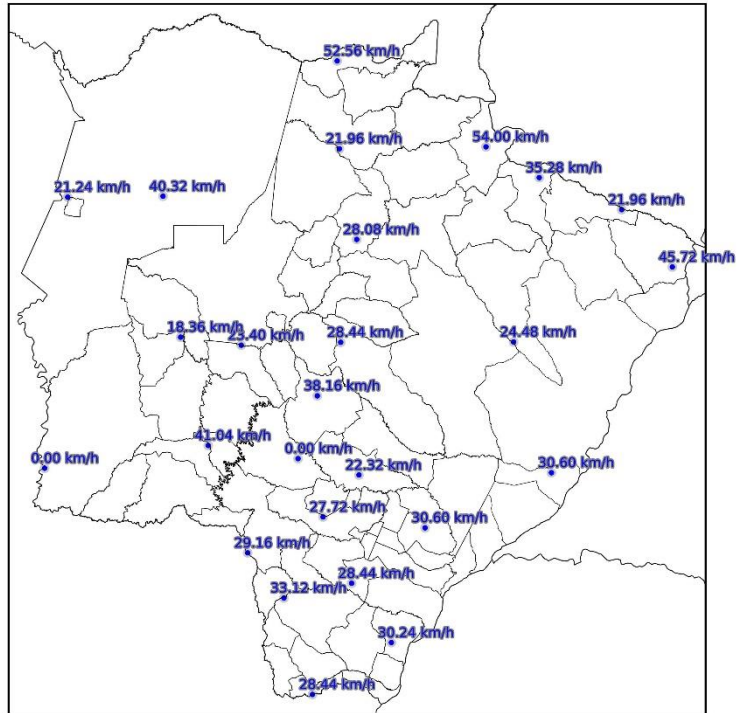 52.56 km/h
21.96 km/h
54.00 km/h
35.28 km/h
21.24 km/h
40.32 km/h
21.96 km/h
28.08 km/h
45.72 km/h
18.36 km/h
23.40 km/h
28.44 km/h
24.48 km/h
38.16 km/h
41.04 km/h
0.00 km/h
0.00 km/h
22.32 km/h
30.60 km/h
27.72 km/h
30.60 km/h
29.16 km/h
28.44 km/h
33.12 km/h
30.24 km/h
28.44 km/h